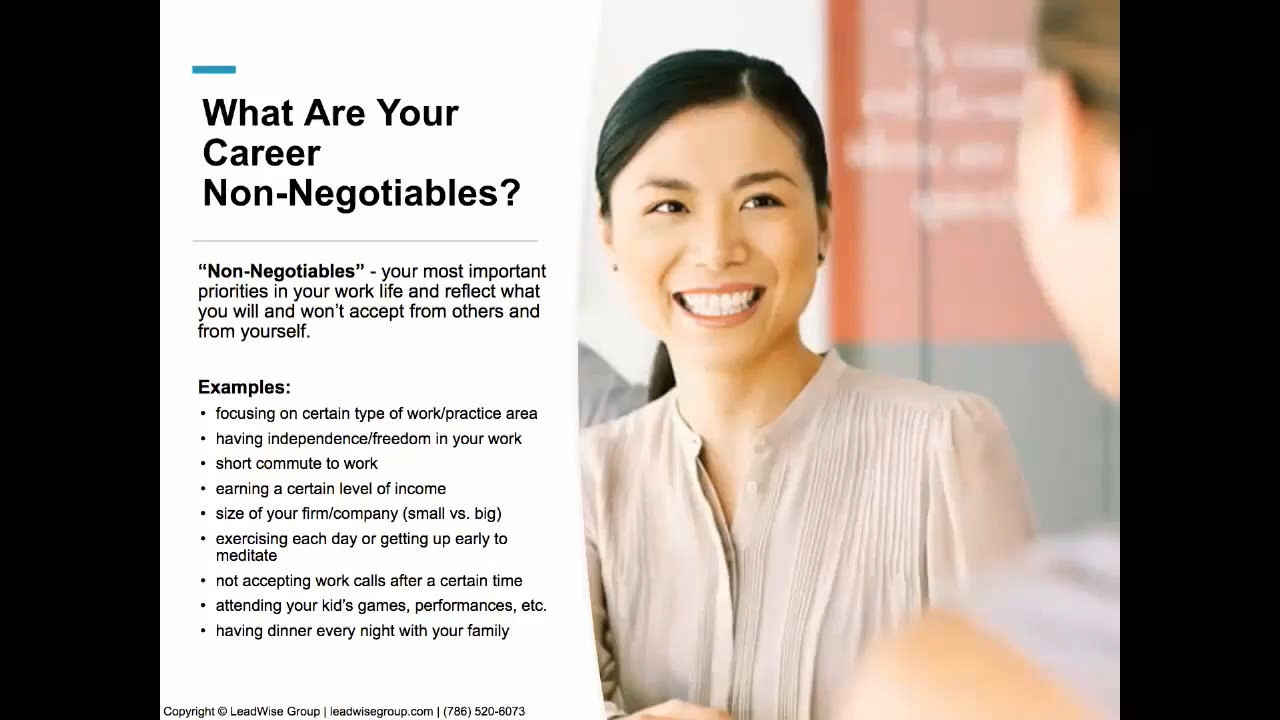 What Are Your
Career
Non-Negotiables?
“Non-Negotiables” - your most important
priorities in your work life and reflect what
you will and won’t accept from others and
from yourself.
Examples:
• focusing on certain type of work/practice area
• having independence/freedom in your work
• short commute to work
• earning a certain level of income
• size of your firm/company (small vs. big)
• exercising each day or getting up early to
meditate
• not accepting work calls after a certain time
• attending your kid’s games, performances, etc.
• having dinner every night with your family
Copyright © LeadWise Group | leadwisegroup.com | (786) 520-6073